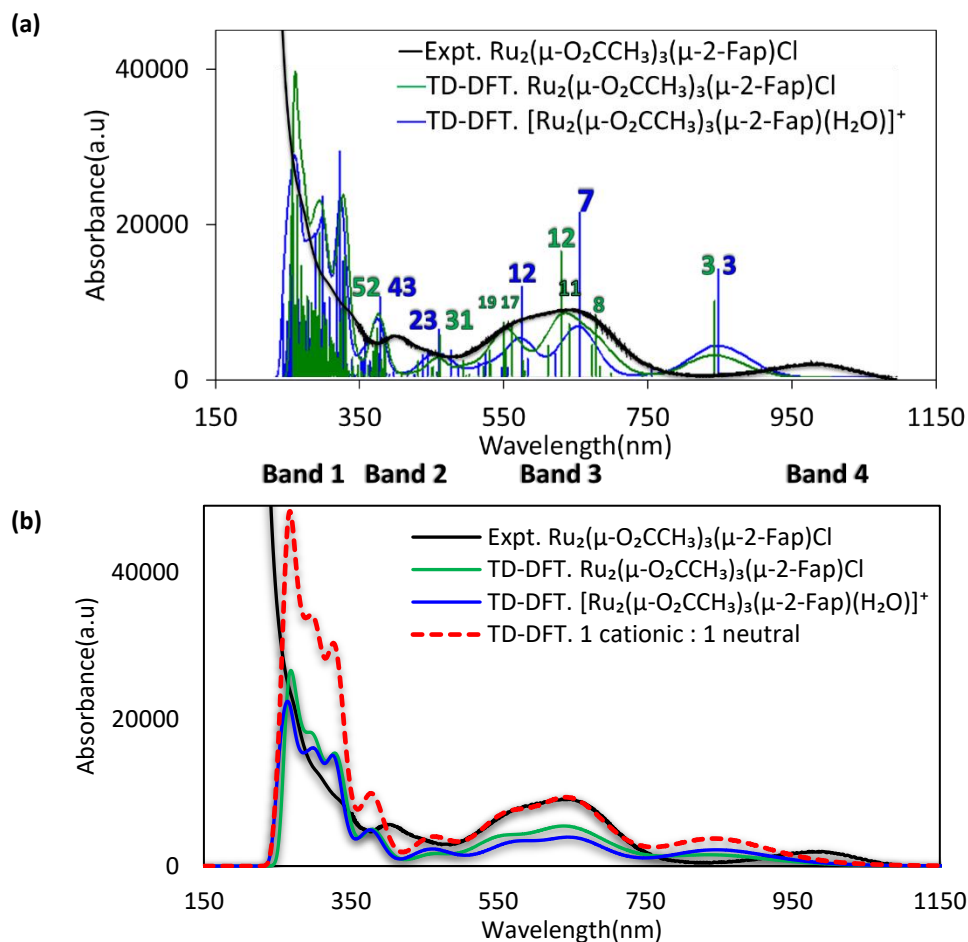 (a)
Expt. Ru₂(μ-O₂CCH₃)₃(μ-2-Fap)Cl
TD-DFT. Ru₂(μ-O₂CCH₃)₃(μ-2-Fap)Cl
TD-DFT. [Ru₂(μ-O₂CCH₃)₃(μ-2-Fap)(H₂O)]⁺
40000
20000
0
Absorbance(a.u)
52 43 23 31 19 17 12 12 11 7 8 3 3
150 350 550 750 950 1150
Wavelength(nm)
Band 1 Band 2 Band 3 Band 4
(b)
Expt. Ru₂(μ-O₂CCH₃)₃(μ-2-Fap)Cl
TD-DFT. Ru₂(μ-O₂CCH₃)₃(μ-2-Fap)Cl
TD-DFT. [Ru₂(μ-O₂CCH₃)₃(μ-2-Fap)(H₂O)]⁺
TD-DFT. 1 cationic : 1 neutral
40000
20000
0
Absorbance(a.u)
150 350 550 750 950 1150
Wavelength(nm)